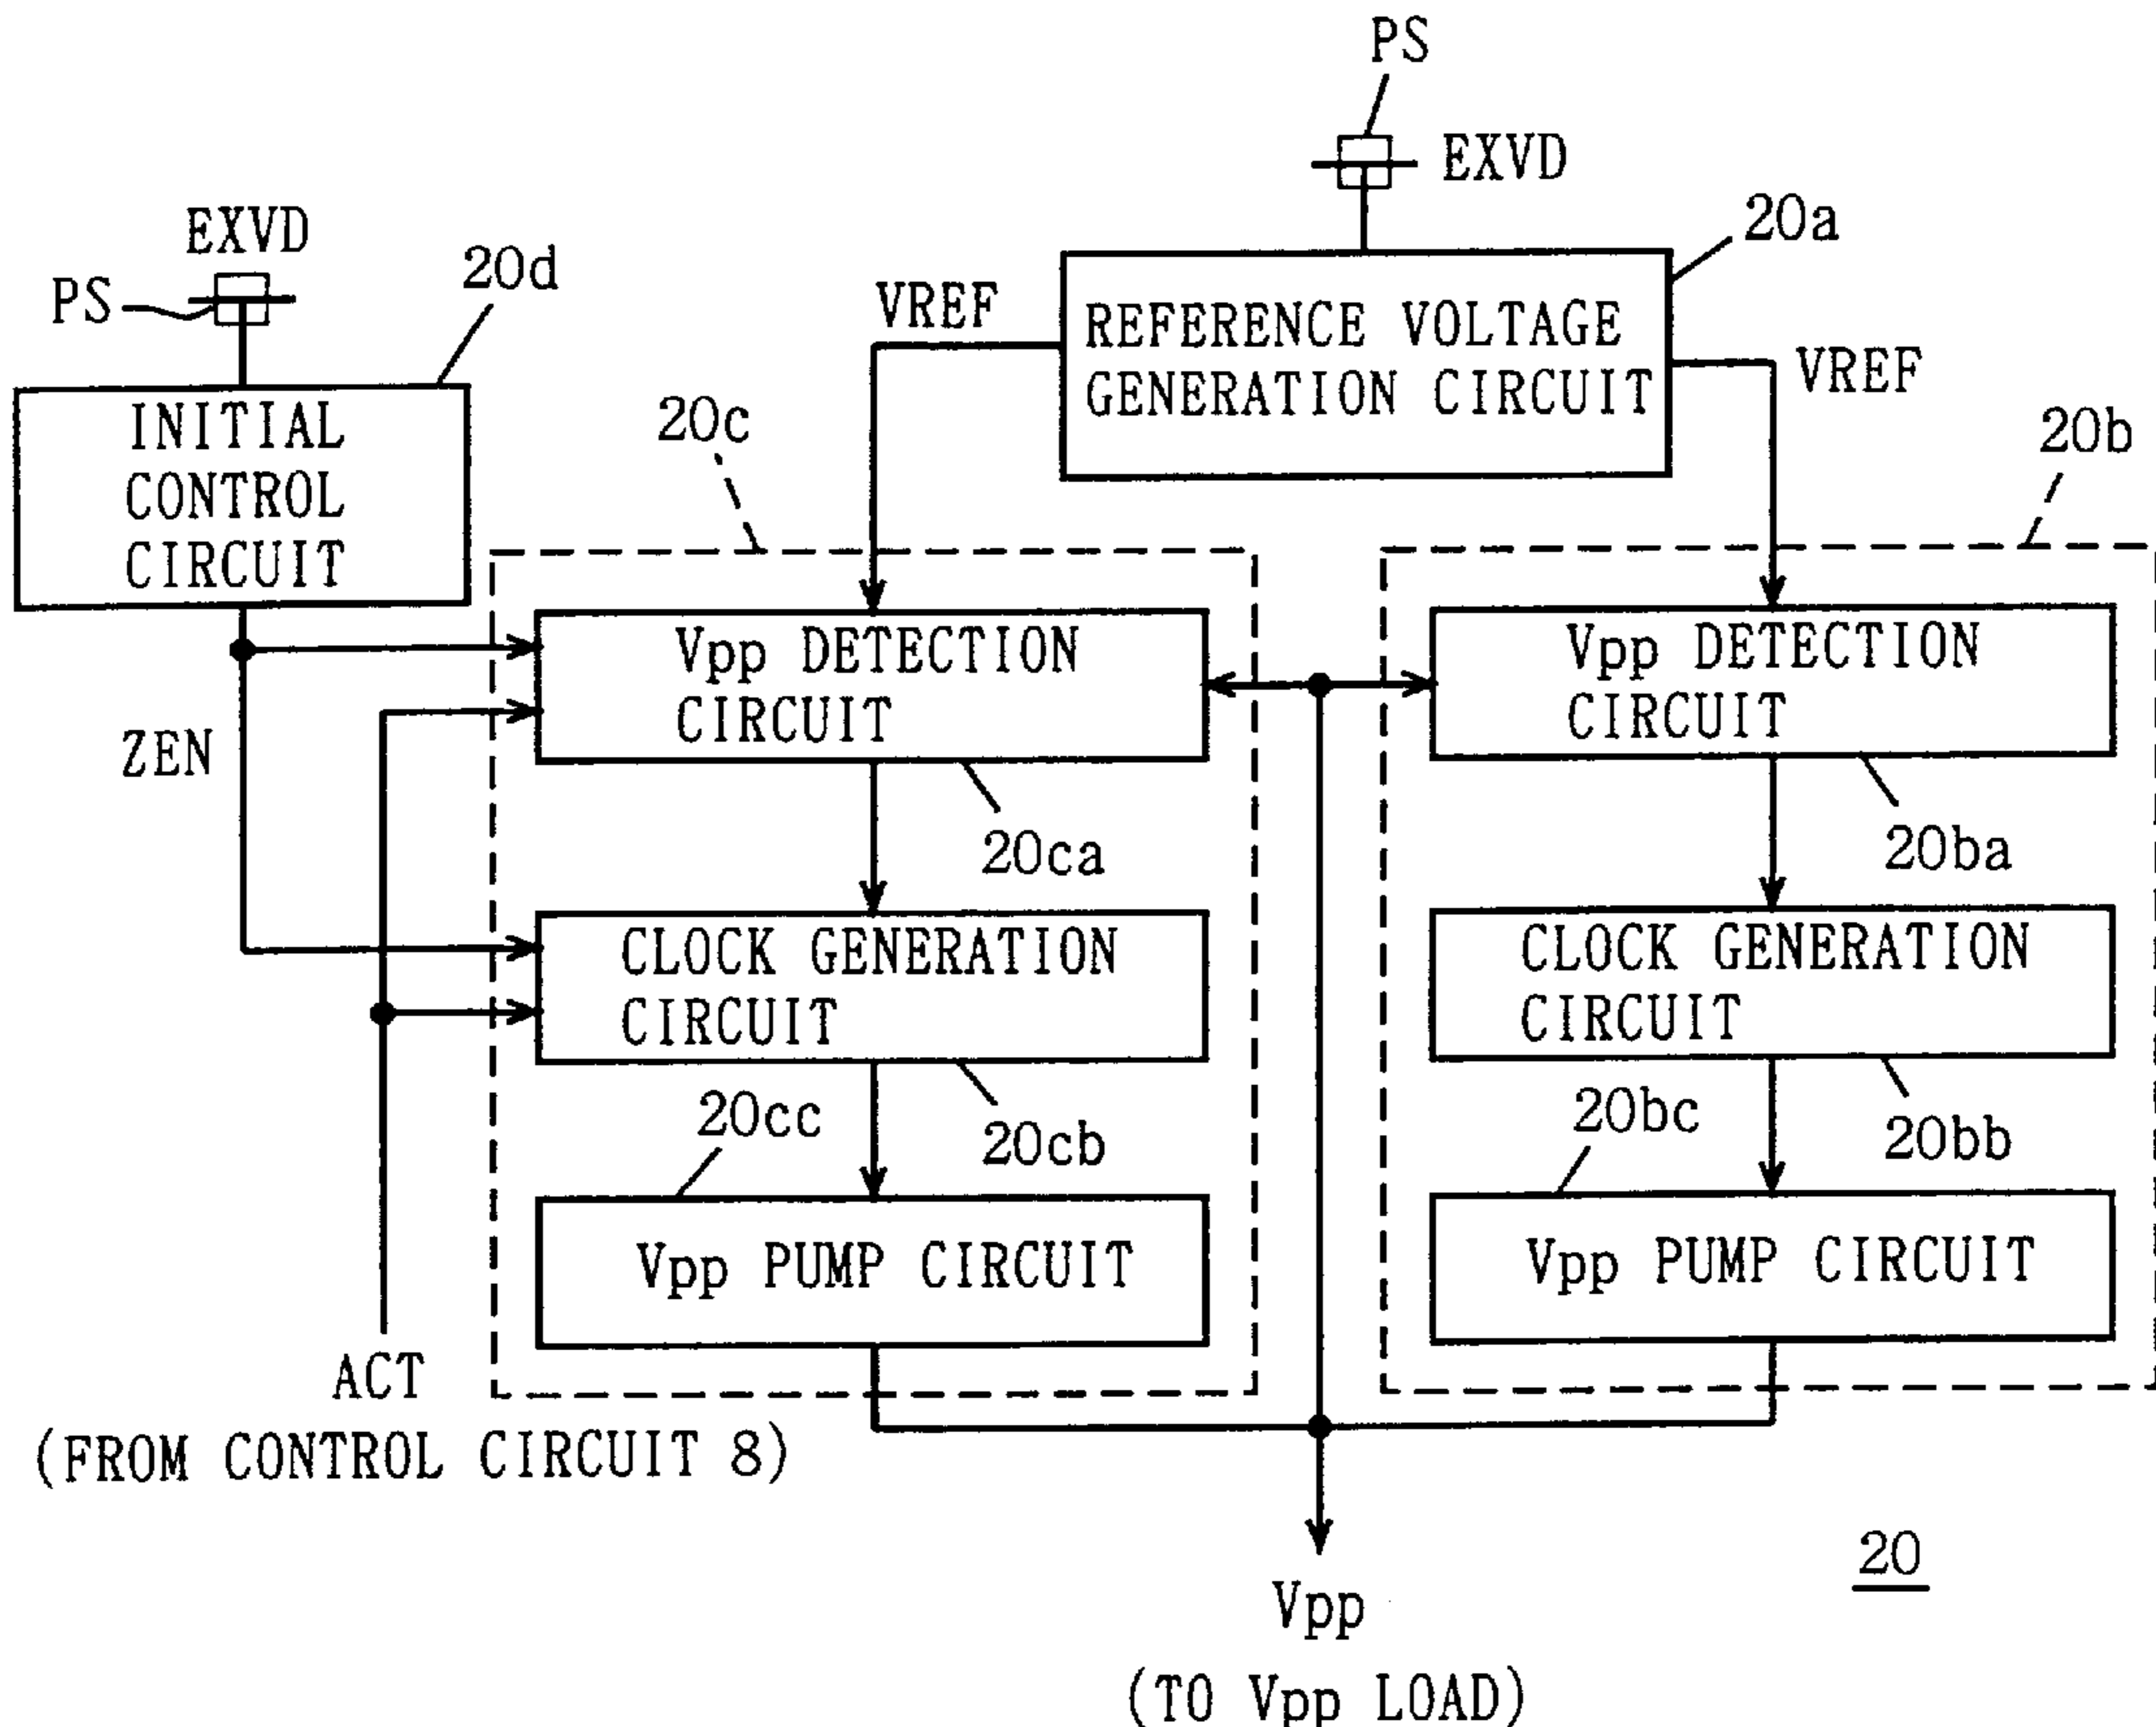 PS
EXVD
20a
EXVD
20d
PS
VREF
REFERENCE VOLTAGE
GENERATION CIRCUIT
VREF
INITIAL
CONTROL
CIRCUIT
20c
20b
Vpp DETECTION
CIRCUIT
Vpp DETECTION
CIRCUIT
ZEN
20ca
20ba
CLOCK GENERATION
CIRCUIT
CLOCK GENERATION
CIRCUIT
20cc
20cb
20bc
20bb
Vpp PUMP CIRCUIT
Vpp PUMP CIRCUIT
ACT
(FROM CONTROL CIRCUIT 8)
20
Vpp
(TO Vpp LOAD)